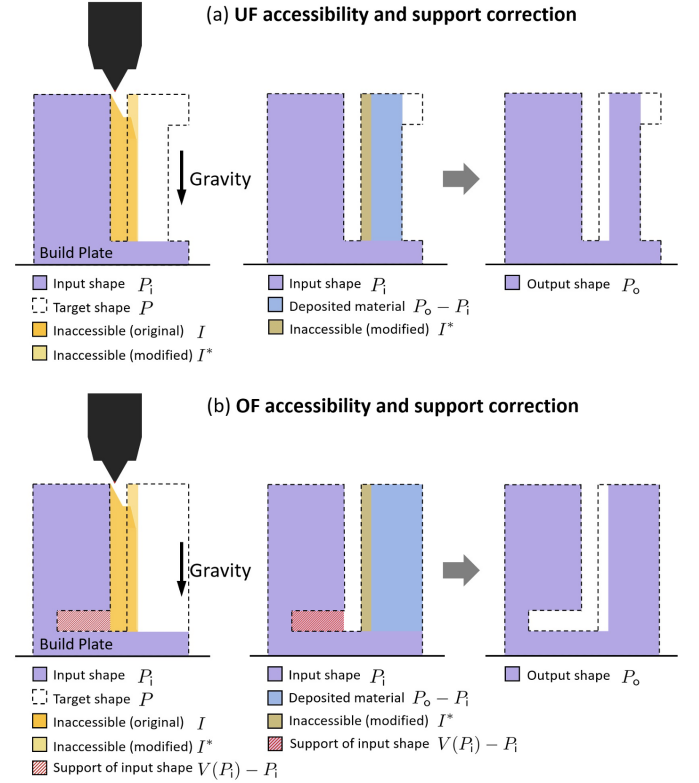 (a) UF accessibility and support correction
Gravity
Build Plate
Input shape P_i
Target shape P
Inaccessible (original) I
Inaccessible (modified) I*
Input shape P_i
Deposited material P_o − P_i
Inaccessible (modified) I*
Output shape P_o
(b) OF accessibility and support correction
Gravity
Build Plate
Input shape P_i
Target shape P
Inaccessible (original) I
Inaccessible (modified) I*
Support of input shape V(P_i) − P_i
Input shape P_i
Deposited material P_o − P_i
Inaccessible (modified) I*
Support of input shape V(P_i) − P_i
Output shape P_o